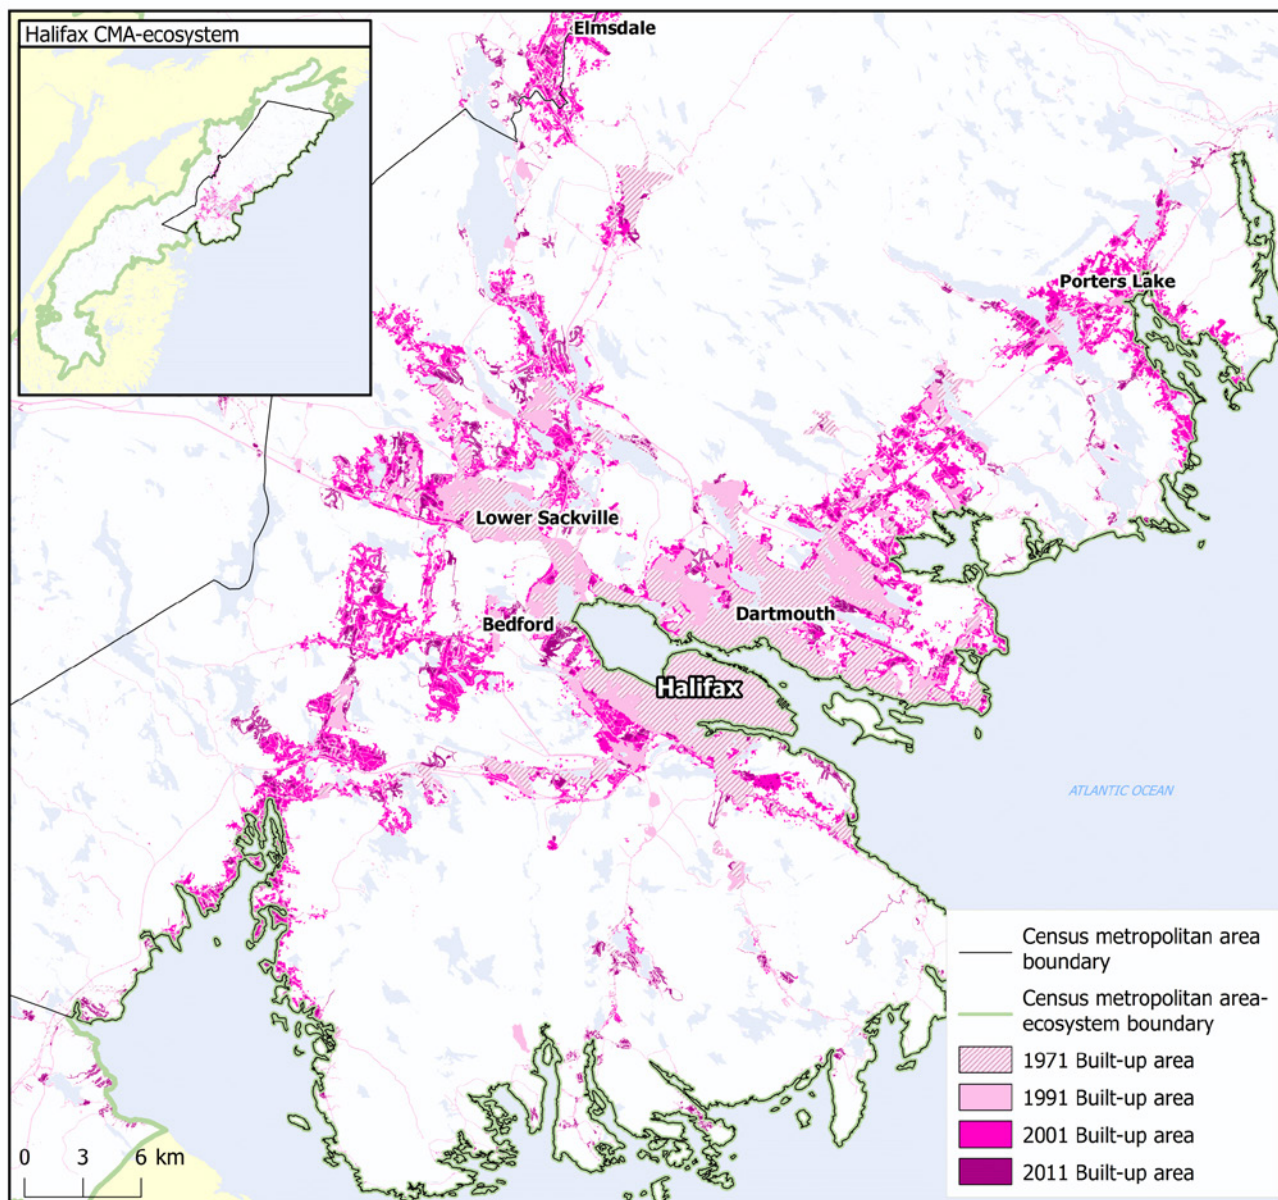 Halifax CMA-ecosystem
Elmsdale
Porters Lake
Lower Sackville
Bedford
Dartmouth
Halifax
ATLANTIC OCEAN
Census metropolitan area
boundary
Census metropolitan area-
ecosystem boundary
1971 Built-up area
1991 Built-up area
2001 Built-up area
2011 Built-up area
0 3 6 km